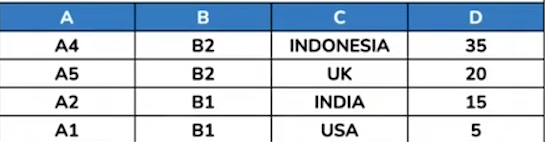 A B C D
A4 B2 INDONESIA 35
A5 B2 UK 20
A2 B1 INDIA 15
A1 B1 USA 5